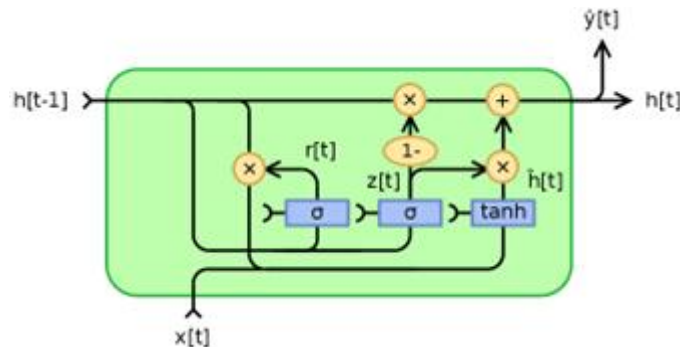 ŷ[t]
h[t-1]
×
+
h[t]
1-
r[t]
×
z[t]
×
ĥ[t]
σ
σ
tanh
x[t]